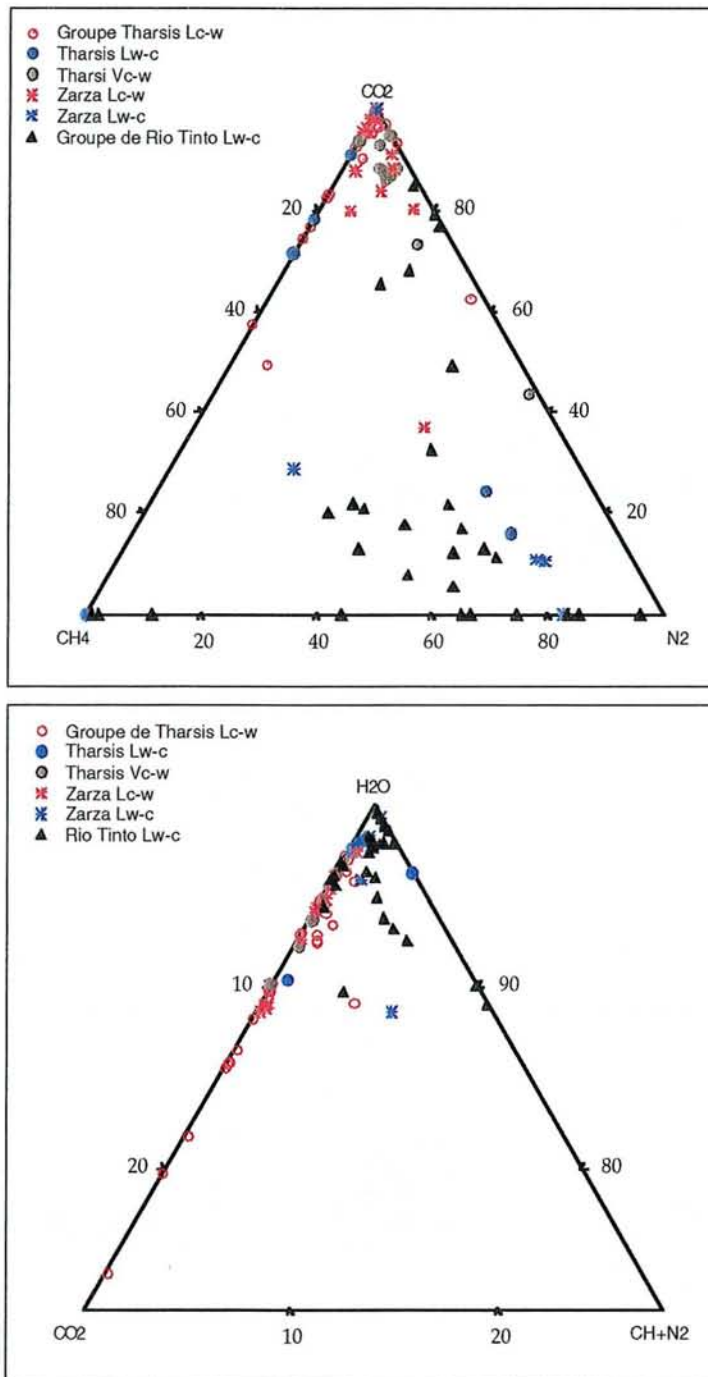 Groupe Tharsis Lc-w
Tharsis Lw-c
Tharsi Vc-w
Zarza Lc-w
Zarza Lw-c
Groupe de Rio Tinto Lw-c
CO2
20 80
40 60
60 40
80 20
CH4 20 40 60 80 N2
Groupe de Tharsis Lc-w
Tharsis Lw-c
Tharsis Vc-w
Zarza Lc-w
Zarza Lw-c
Rio Tinto Lw-c
H2O
10 90
20 80
CO2 10 20 CH+N2